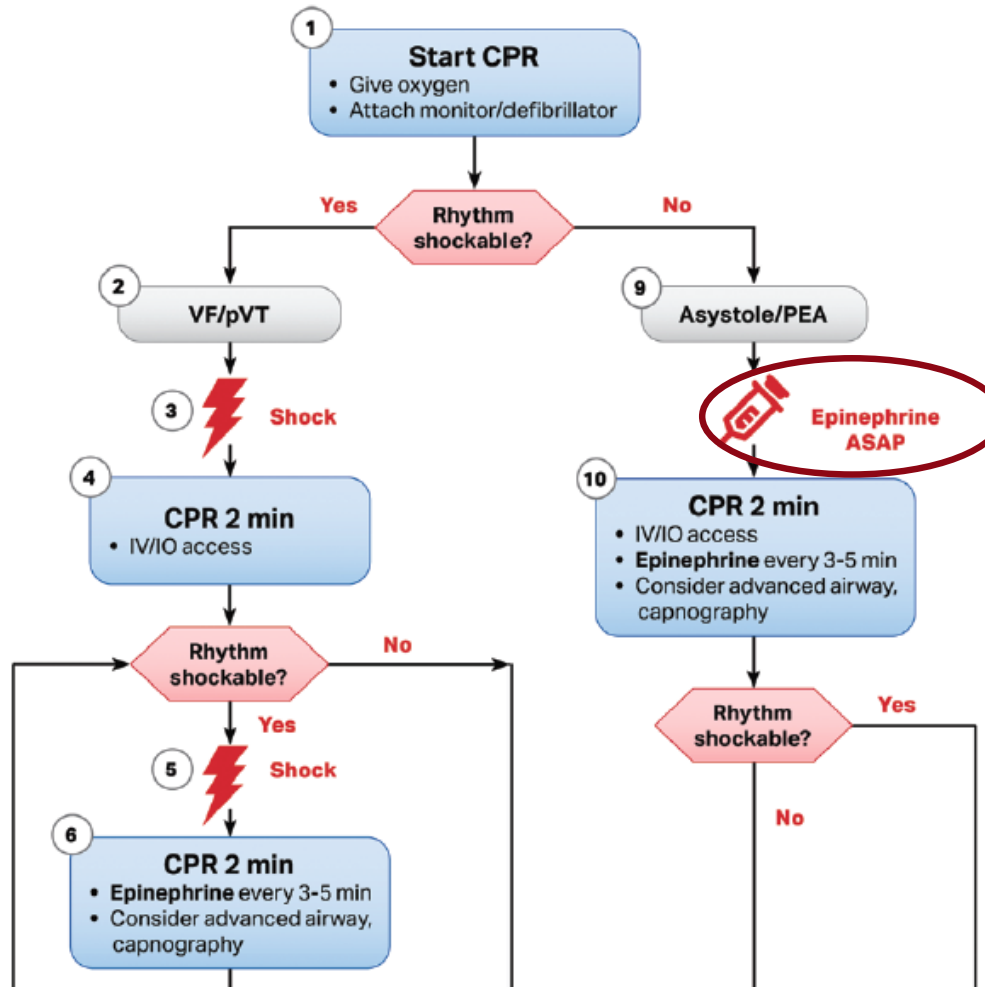 1
Start CPR
• Give oxygen
• Attach monitor/defibrillator
Yes
Rhythm
shockable?
No
2
VF/pVT
9
Asystole/PEA
3
Shock
Epinephrine
ASAP
4
CPR 2 min
• IV/IO access
10
CPR 2 min
• IV/IO access
• Epinephrine every 3-5 min
• Consider advanced airway,
capnography
Rhythm
shockable?
No
Yes
Rhythm
shockable?
Yes
No
5
Shock
6
CPR 2 min
• Epinephrine every 3-5 min
• Consider advanced airway,
capnography